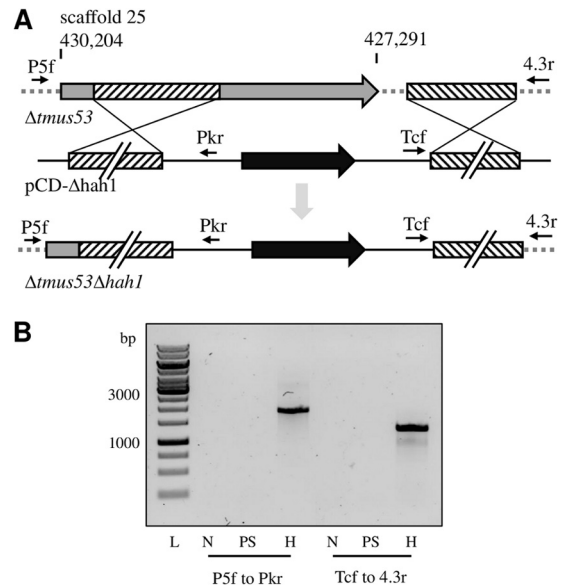 A
scaffold 25
430,204
427,291
P5f
4.3r
Δtmus53
Pkr
Tcf
pCD-Δhah1
P5f
Pkr
Tcf
4.3r
Δtmus53Δhah1
B
bp
3000
1000
L N PS H N PS H
P5f to Pkr Tcf to 4.3r